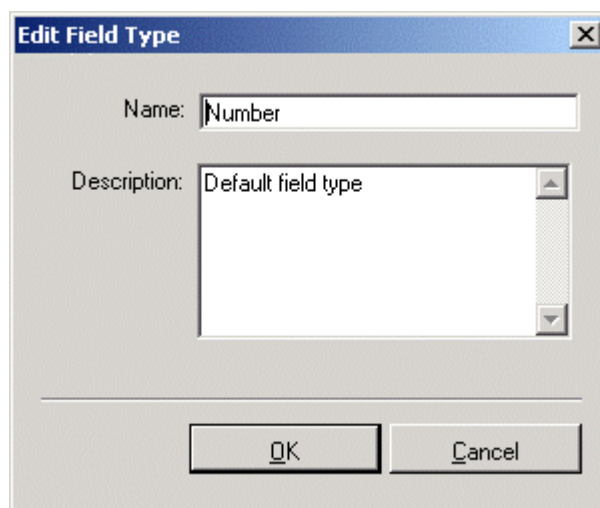 Edit Field Type
Name: Number
Description: Default field type
OK Cancel